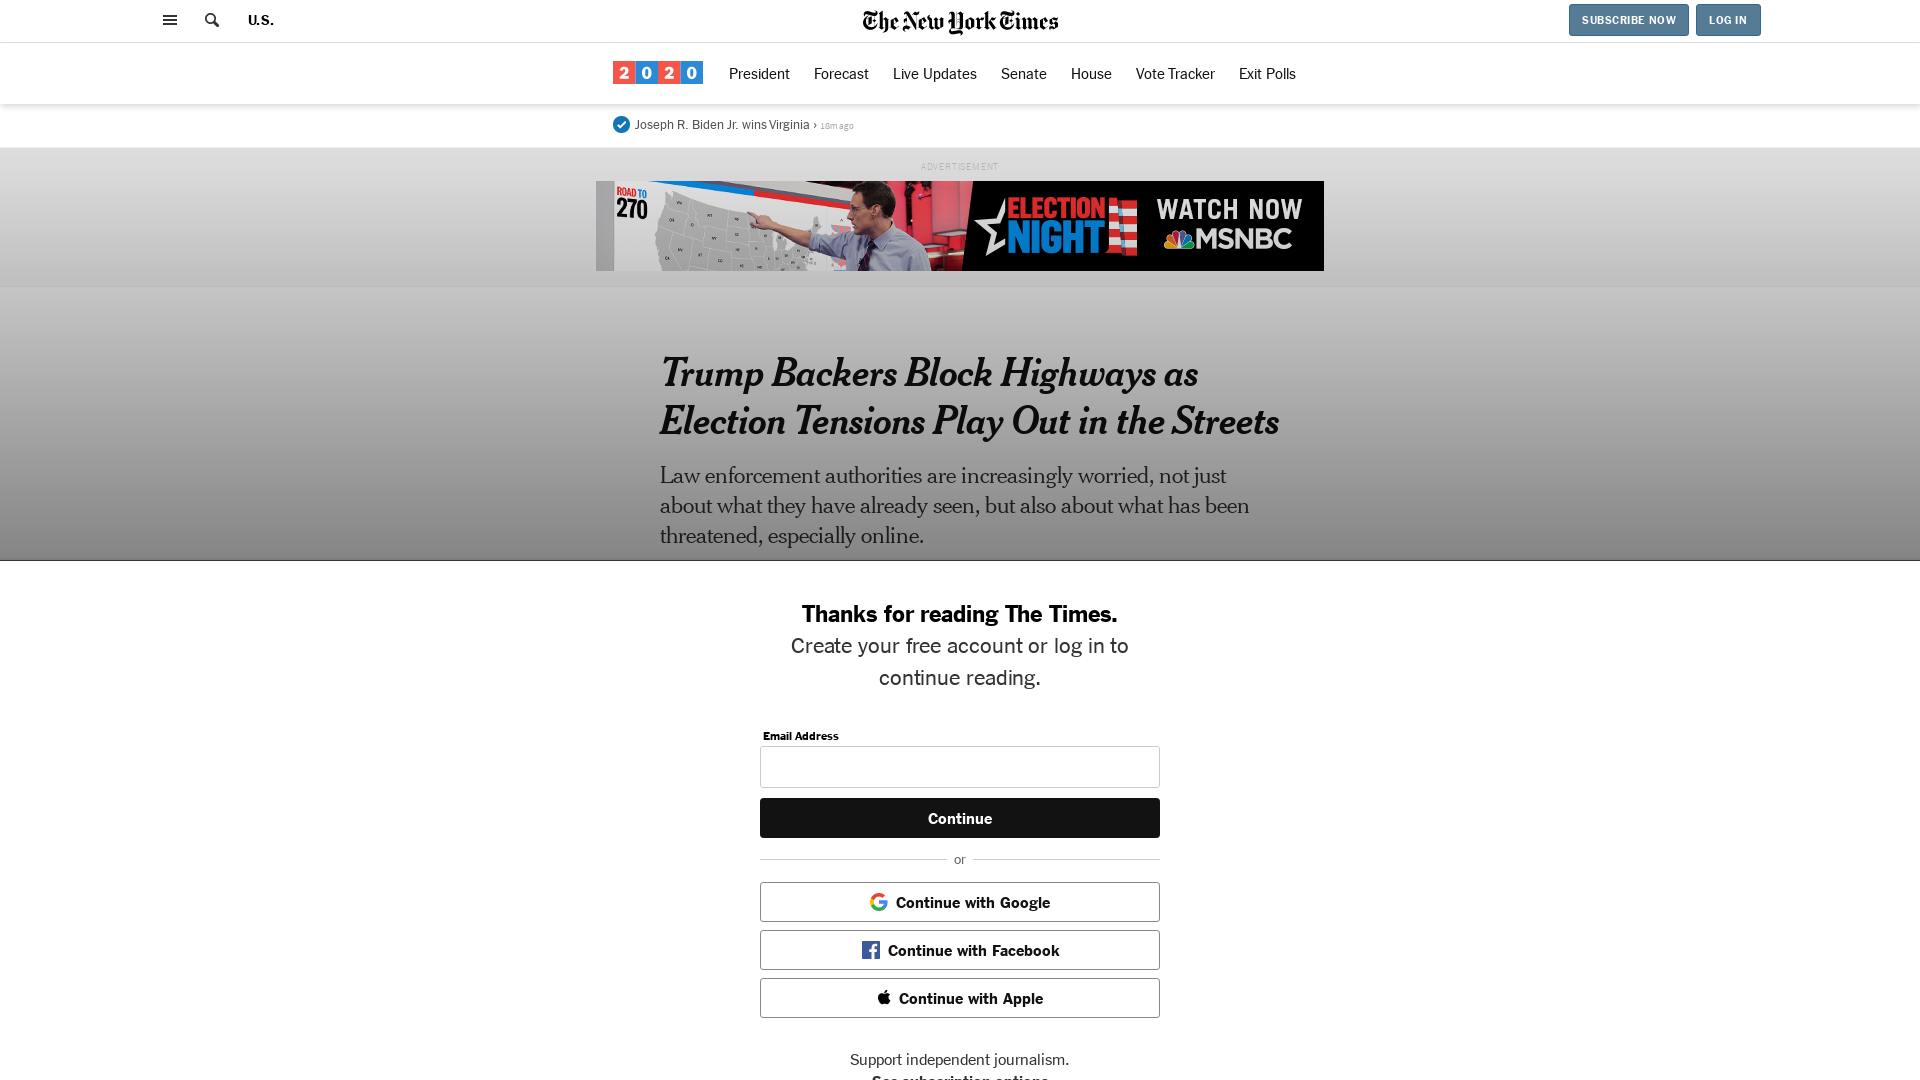 U.S.
The New York Times
SUBSCRIBE NOW
LOG IN
2020
President
Forecast
Live Updates
Senate
House
Vote Tracker
Exit Polls
Joseph R. Biden Jr. wins Virginia › 18m ago
ADVERTISEMENT
ROAD TO
270
ELECTION
NIGHT
WATCH NOW
MSNBC
Trump Backers Block Highways as
Election Tensions Play Out in the Streets
Law enforcement authorities are increasingly worried, not just
about what they have already seen, but also about what has been
threatened, especially online.
Thanks for reading The Times.
Create your free account or log in to
continue reading.
Email Address
Continue
or
Continue with Google
Continue with Facebook
Continue with Apple
Support independent journalism.
See subscription options